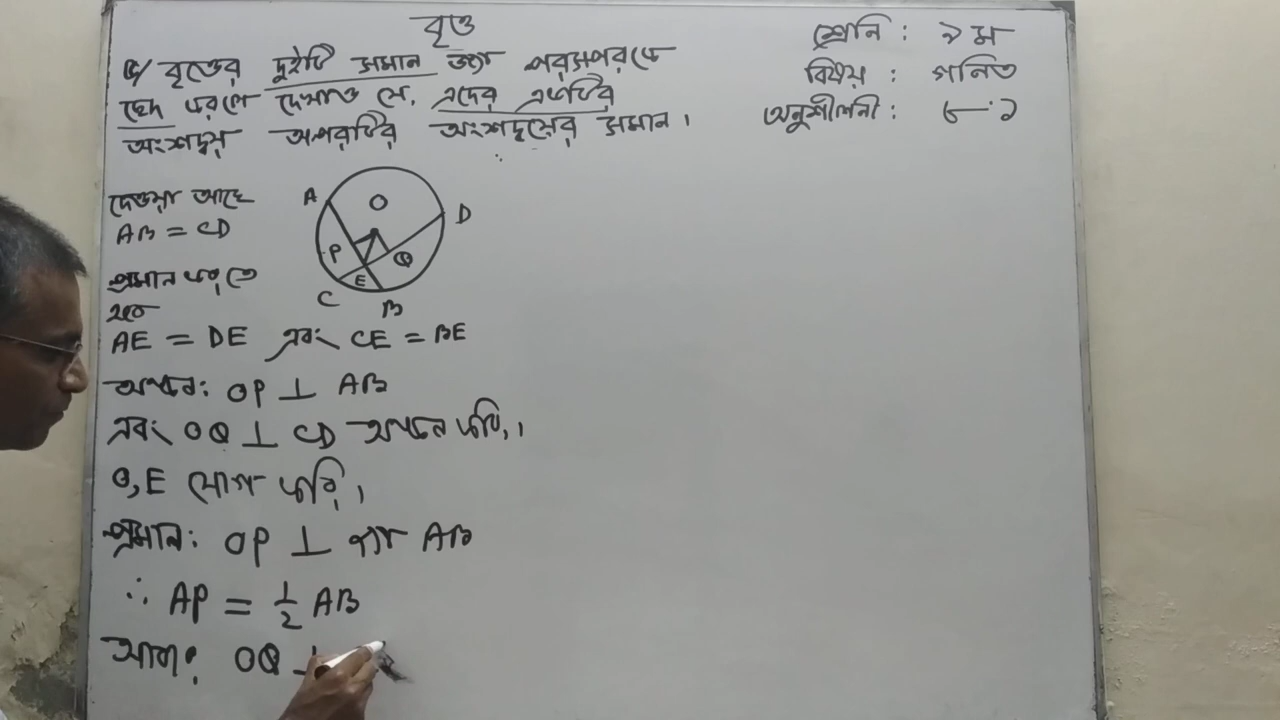 বৃত্ত
শ্রেনি : ৯ম
বিষয় : গনিত
অনুশীলনী : ৮.১
বৃত্তের দুইটি সমান জ্যা পরস্পরকে
ছেদ করলে দেখাও যে, এদের একটির
অংশদ্বয় অপরটির অংশদ্বয়ের সমান।
দেওয়া আছে
AB = CD
প্রমান করতে
হবে
AE = DE এবং CE = BE
A
O
D
P
Q
E
C
B
অঙ্কন: OP ⊥ AB
এবং OQ ⊥ CD অঙ্কন করি,।
O,E যোগ করি,।
প্রমান: OP ⊥ জ্যা AB
∴ AP = 1/2 AB
আবার OQ ⊥